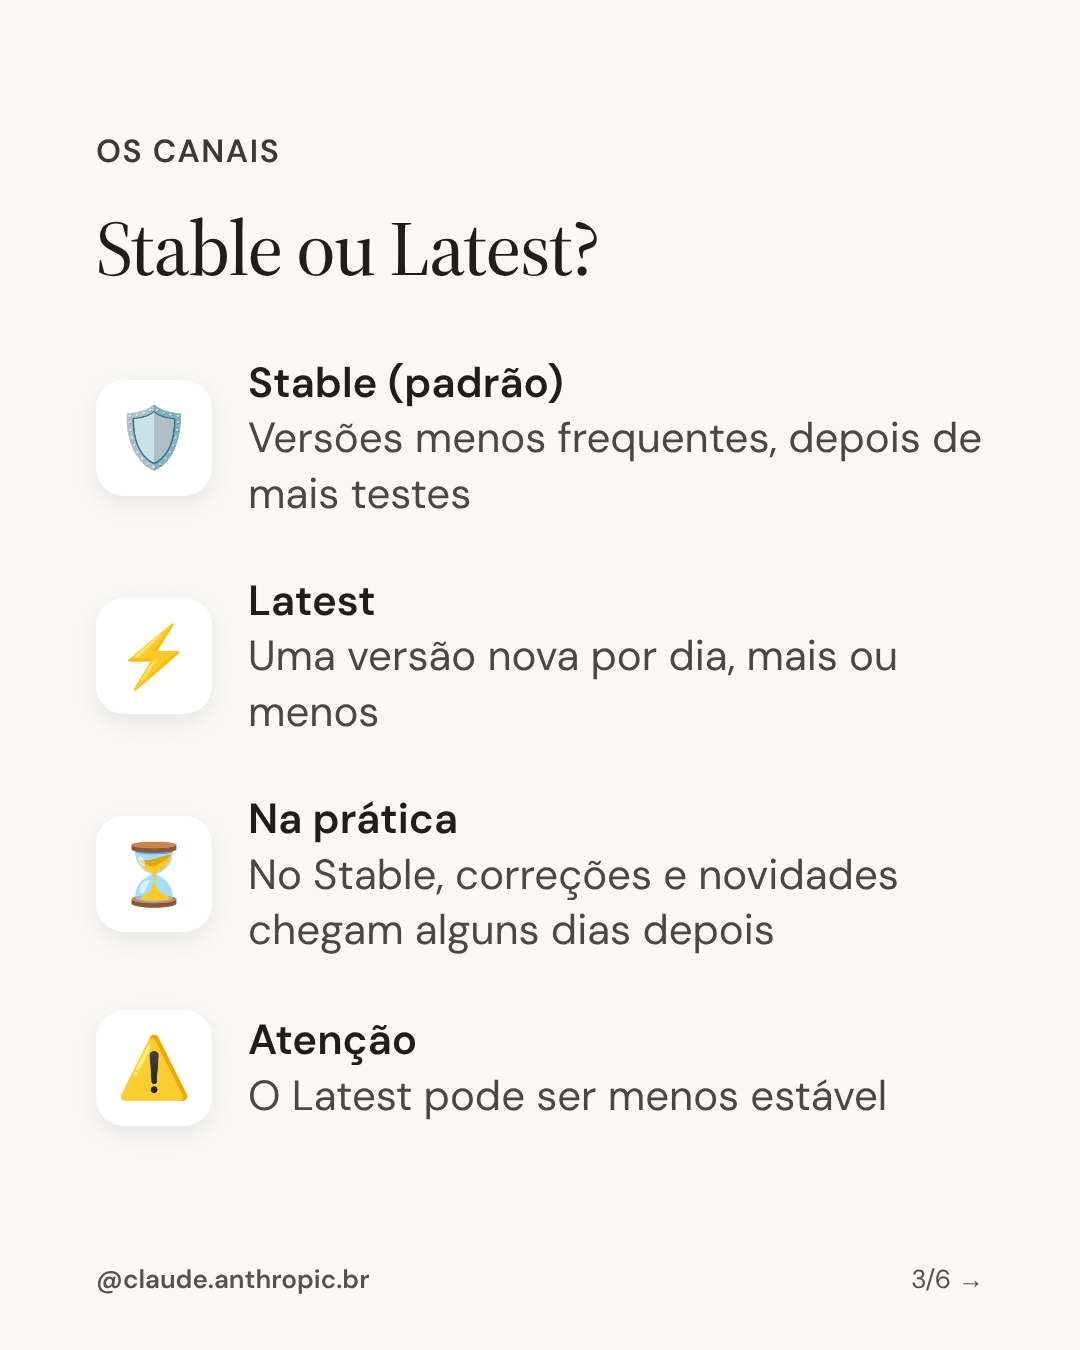 OS CANAIS
Stable ou Latest?
Stable (padrão)
Versões menos frequentes, depois de
mais testes
Latest
Uma versão nova por dia, mais ou
menos
Na prática
No Stable, correções e novidades
chegam alguns dias depois
Atenção
O Latest pode ser menos estável
@claude.anthropic.br
3/6 →